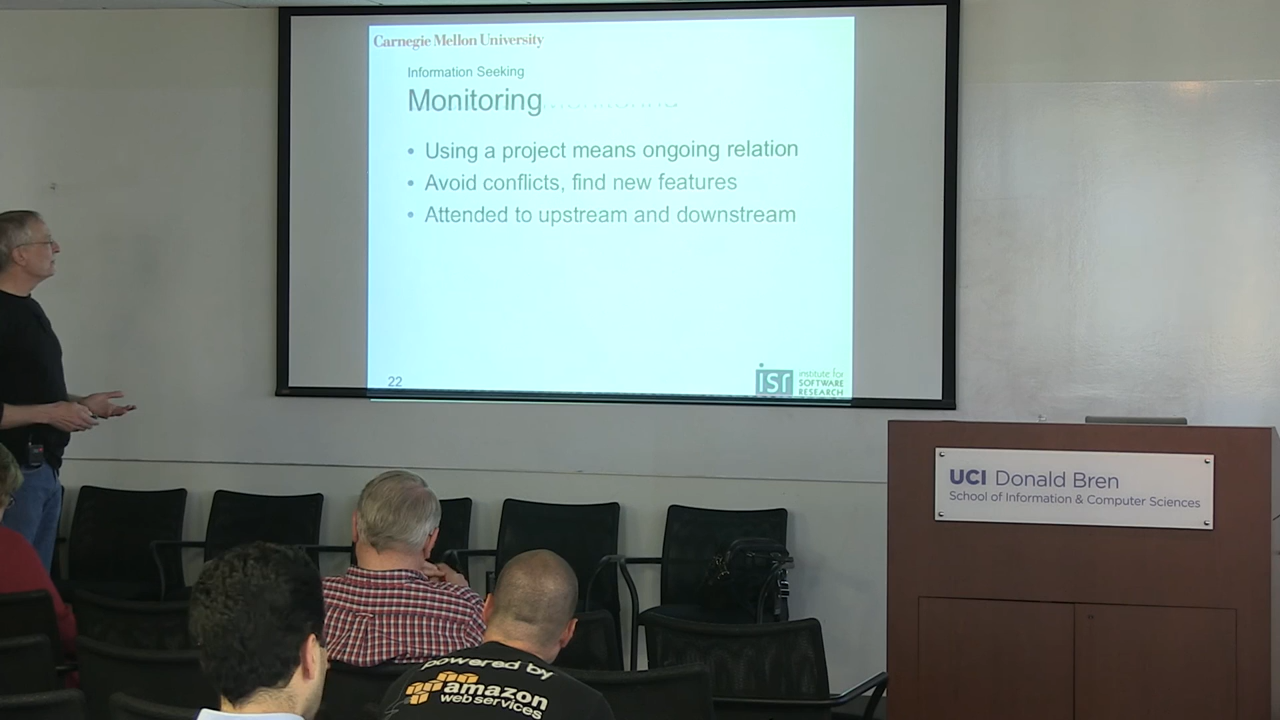 Carnegie Mellon University
Information Seeking
Monitoring
• Using a project means ongoing relation
• Avoid conflicts, find new features
• Attended to upstream and downstream
22
isr institute for
SOFTWARE
RESEARCH
UCI Donald Bren
School of Information & Computer Sciences
powered by
amazon
web services